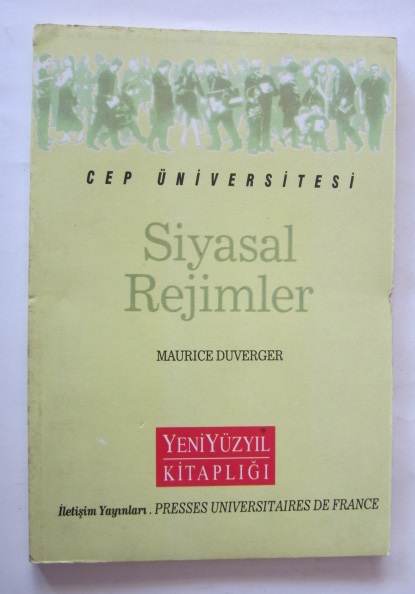 CEP ÜNİVERSİTESİ
Siyasal
Rejimler
MAURICE DUVERGER
YENİYÜZYIL
KİTAPLIĞI
İletişim Yayınları . PRESSES UNIVERSITAIRES DE FRANCE